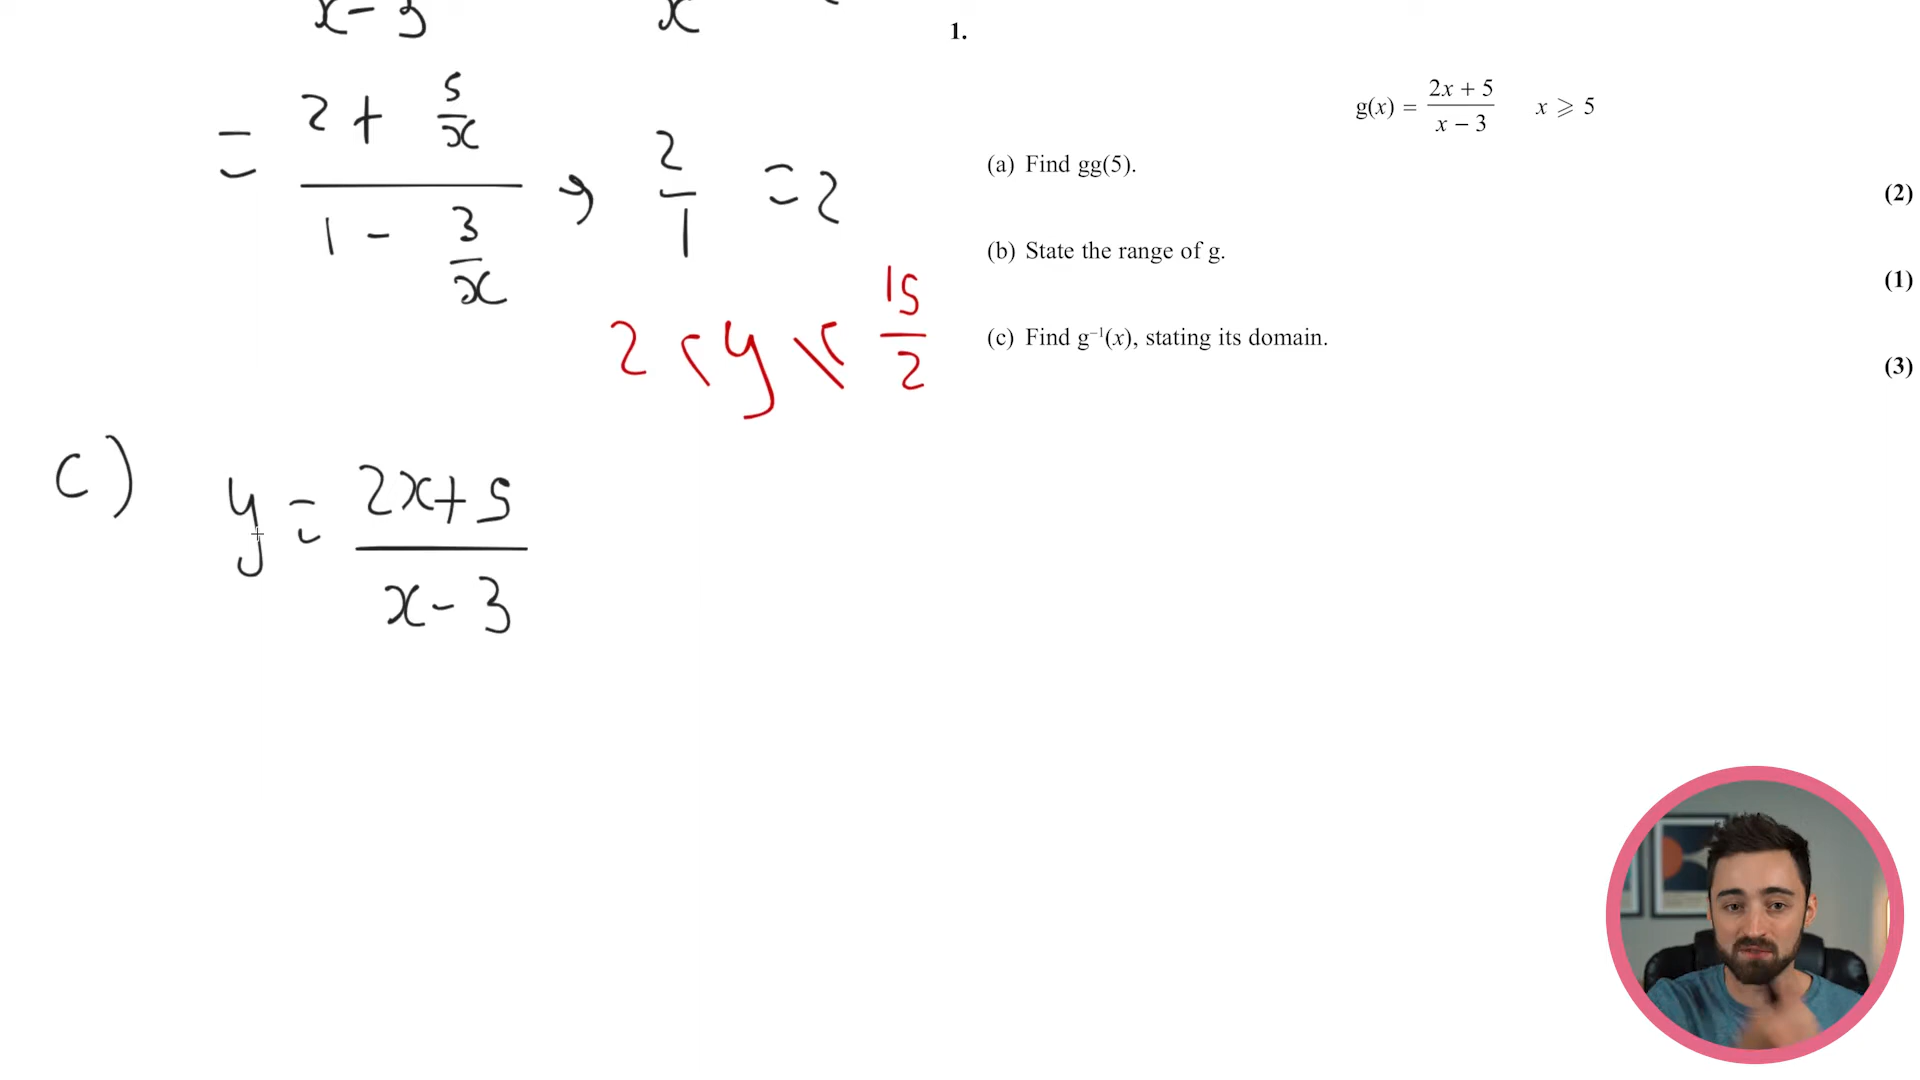 x - 3 x
= 2 + 5/x / 1 - 3/x → 2/1 = 2
2 < y ⩽ 15/2
c) y = 2x + 5 / x - 3
1.
g(x) = 2x + 5 / x − 3 x ⩾ 5
(a) Find gg(5).
(2)
(b) State the range of g.
(1)
(c) Find g⁻¹(x), stating its domain.
(3)